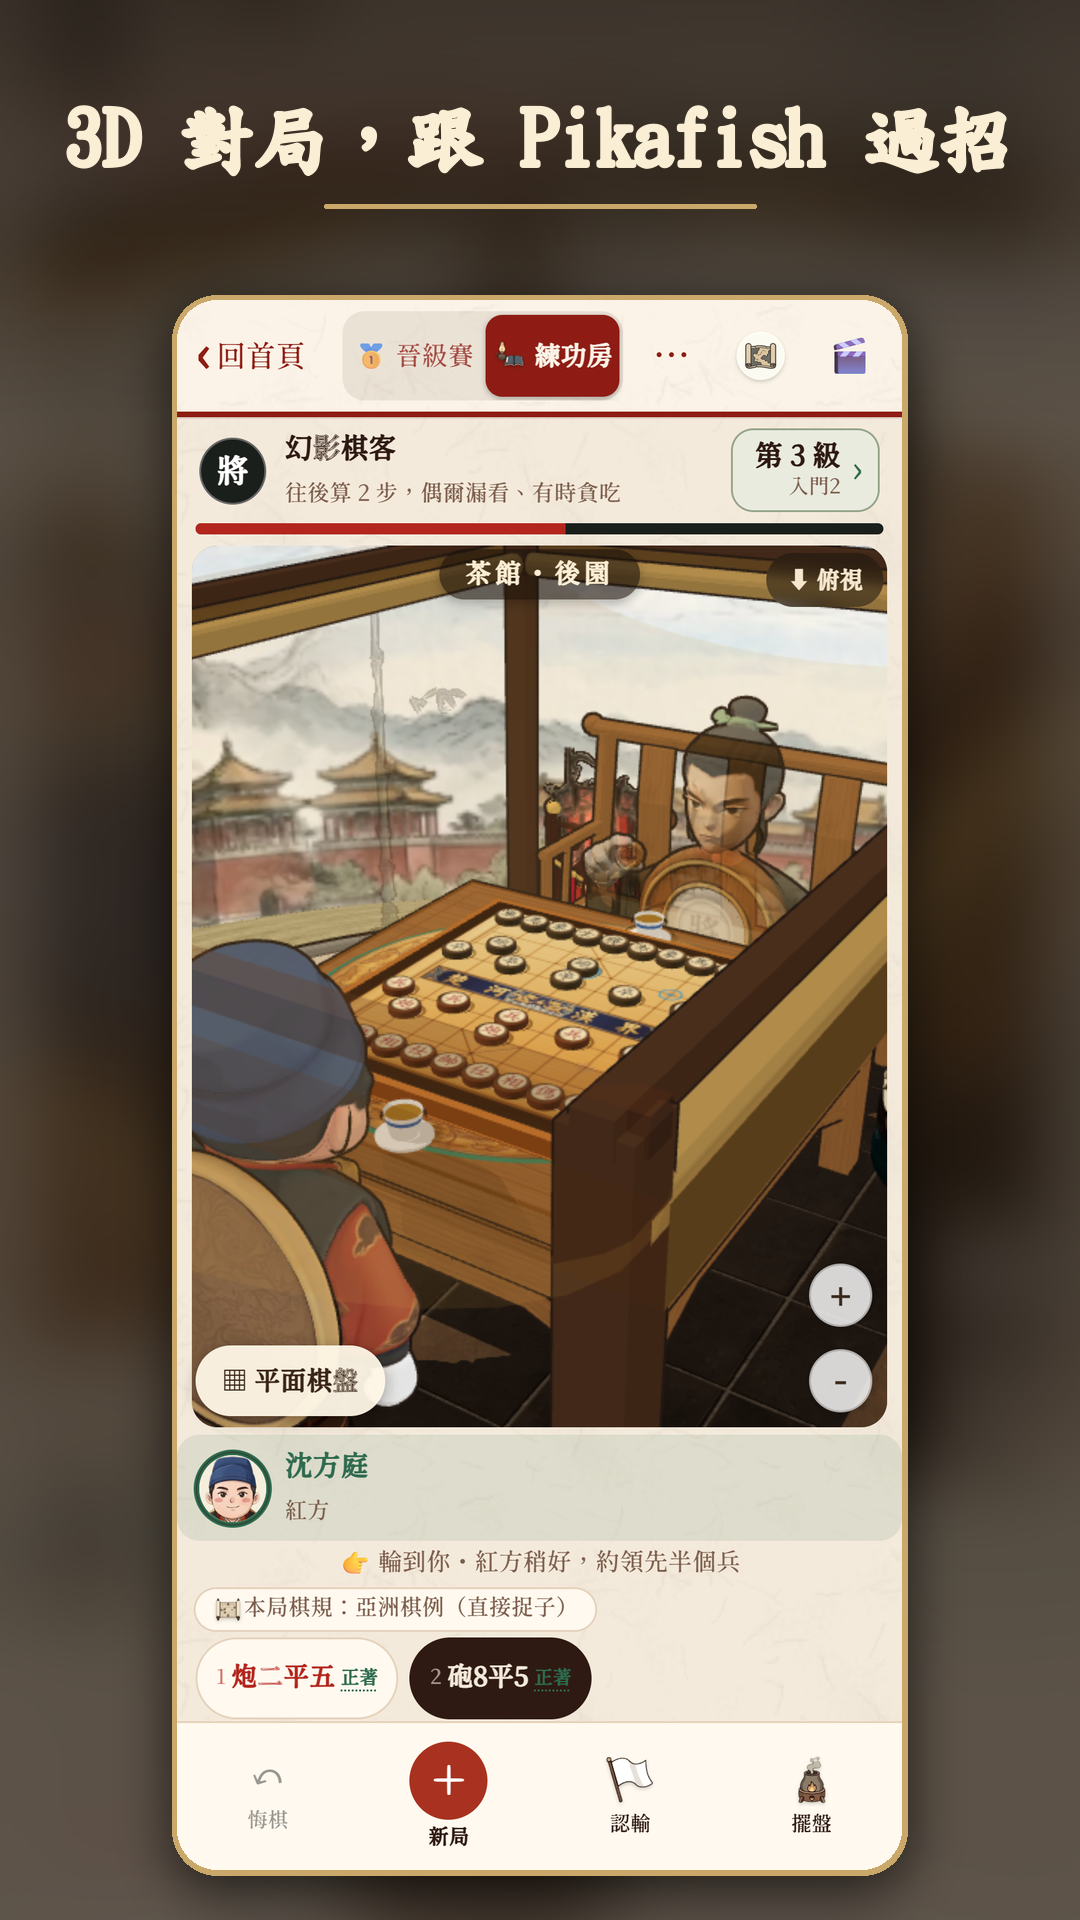 3D 對局，跟 Pikafish 過招
回首頁
晉級賽
練功房
將
幻影棋客
往後算 2 步，偶爾漏看、有時貪吃
第 3 級
入門2
茶館・後園
俯視
楚 河 漢 界
平面棋盤
+
-
沈方庭
紅方
輪到你・紅方稍好，約領先半個兵
本局棋規：亞洲棋例（直接捉子）
1 炮二平五 正著
2 砲8平5 正著
悔棋
新局
認輸
擺盤